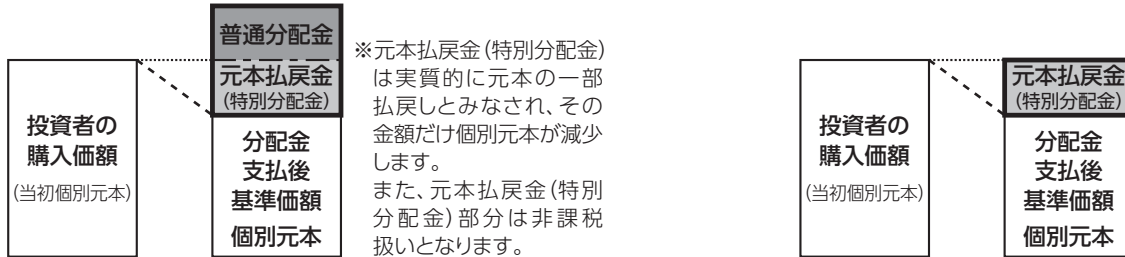 普通分配金
元本払戻金
(特別分配金)
投資者の
購入価額
(当初個別元本)
分配金
支払後
基準価額
個別元本
※元本払戻金(特別分配金)
は実質的に元本の一部
払戻しとみなされ、その
金額だけ個別元本が減少
します。
また、元本払戻金(特別
分配金)部分は非課税
扱いとなります。
投資者の
購入価額
(当初個別元本)
元本払戻金
(特別分配金)
分配金
支払後
基準価額
個別元本